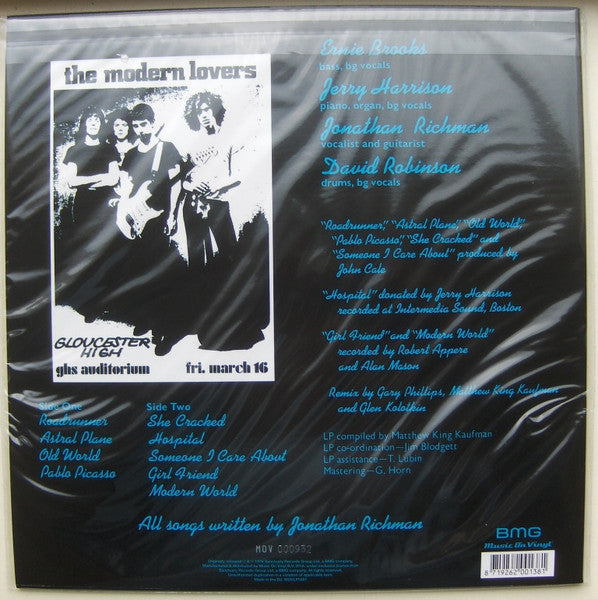 the modern lovers
GLOUCESTER
HIGH
ghs auditorium fri. march 16
Ernie Brooks
bass, bg vocals
Jerry Harrison
piano, organ, bg vocals
Jonathan Richman
vocalist and guitarist
David Robinson
drums, bg vocals
"Roadrunner," "Astral Plane," "Old World",
"Pablo Picasso," "She Cracked" and
"Someone I Care About" produced by
John Cale
"Hospital" donated by Jerry Harrison
recorded at Intermedia Sound, Boston
"Girl Friend" and "Modern World"
recorded by Robert Appere
and Alan Mason
Remix by Gary Phillips, Matthew King Kaufman
and Glen Kolotkin
LP compiled by Matthew King Kaufman
LP co-ordination—Jim Blodgett
LP assistance—T. Lubin
Mastering—G. Horn
Side One
Roadrunner
Astral Plane
Old World
Pablo Picasso
Side Two
She Cracked
Hospital
Someone I Care About
Girl Friend
Modern World
All songs written by Jonathan Richman
MOV 000932
BMG
Music On Vinyl
8 719262 001381